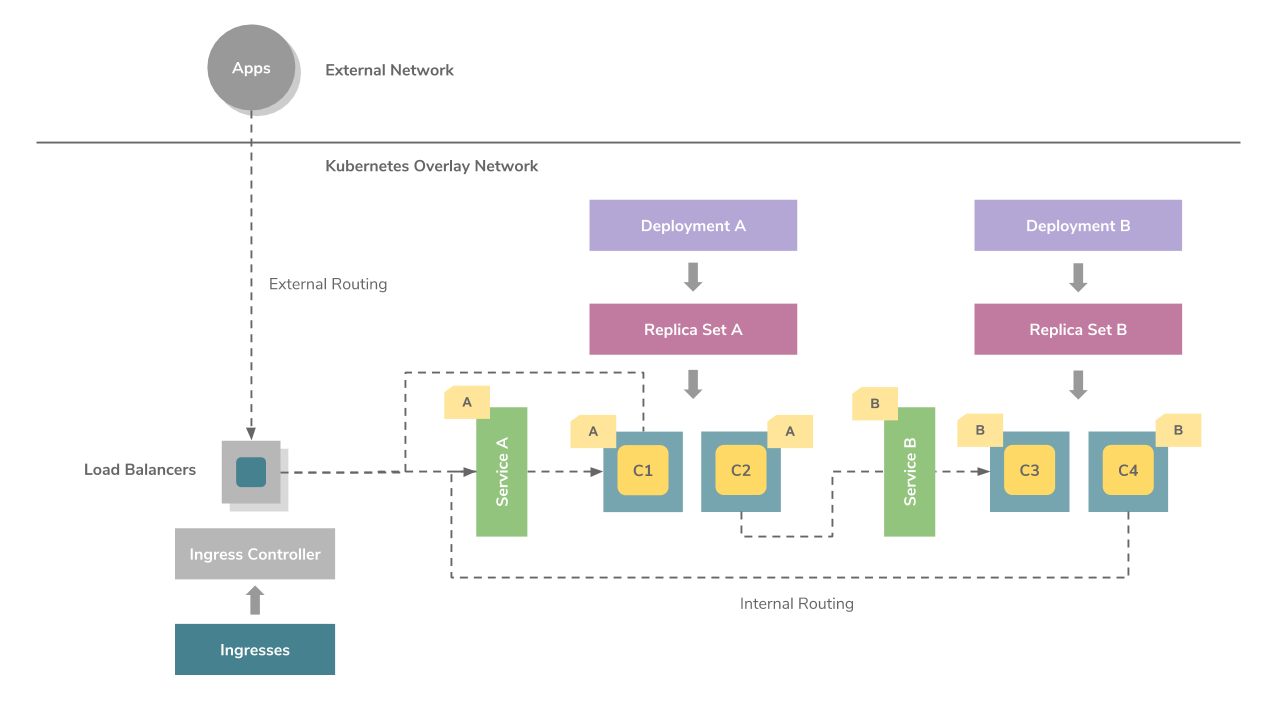 Apps
External Network
Kubernetes Overlay Network
Deployment A
Deployment B
External Routing
Replica Set A
Replica Set B
A
Service A
A
C1
C2
A
B
Service B
B
C3
C4
B
Load Balancers
Ingress Controller
Internal Routing
Ingresses